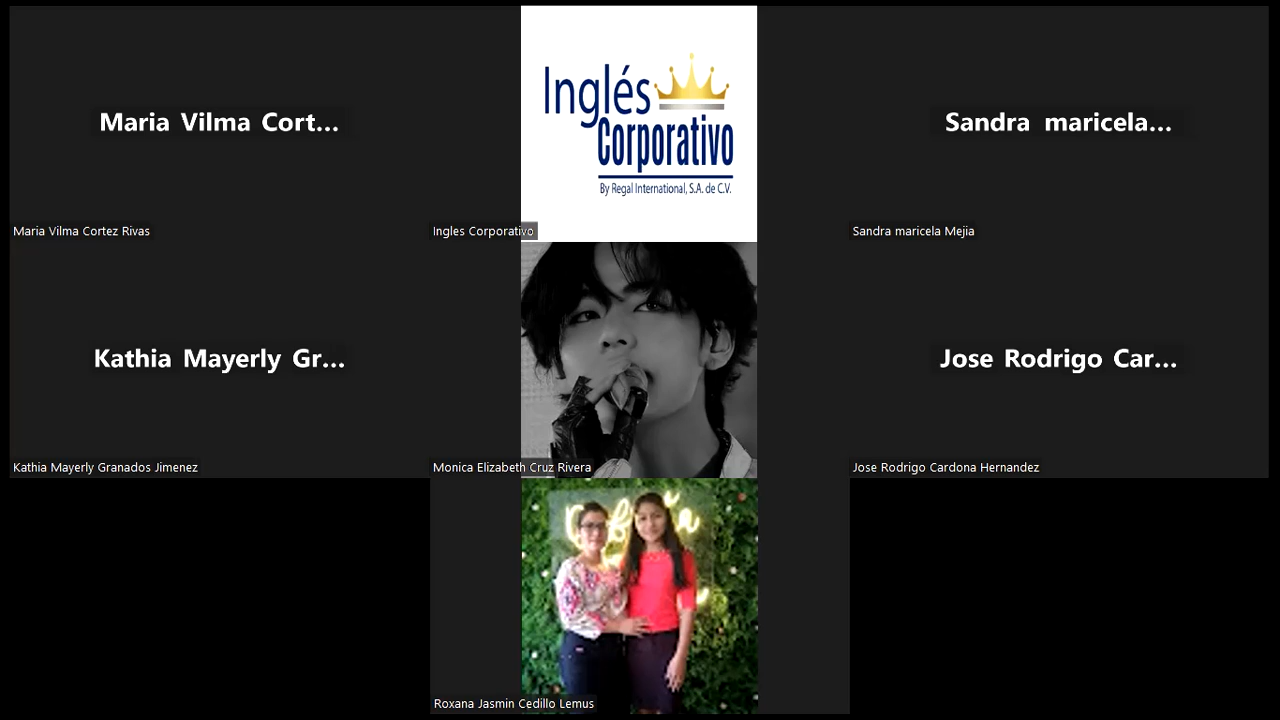 Maria Vilma Cort...
Maria Vilma Cortez Rivas
Inglés
Corporativo
By Regal International, S.A. de C.V.
Ingles Corporativo
Sandra maricela...
Sandra maricela Mejia
Kathia Mayerly Gr...
Kathia Mayerly Granados Jimenez
Monica Elizabeth Cruz Rivera
Jose Rodrigo Car...
Jose Rodrigo Cardona Hernandez
Roxana Jasmin Cedillo Lemus